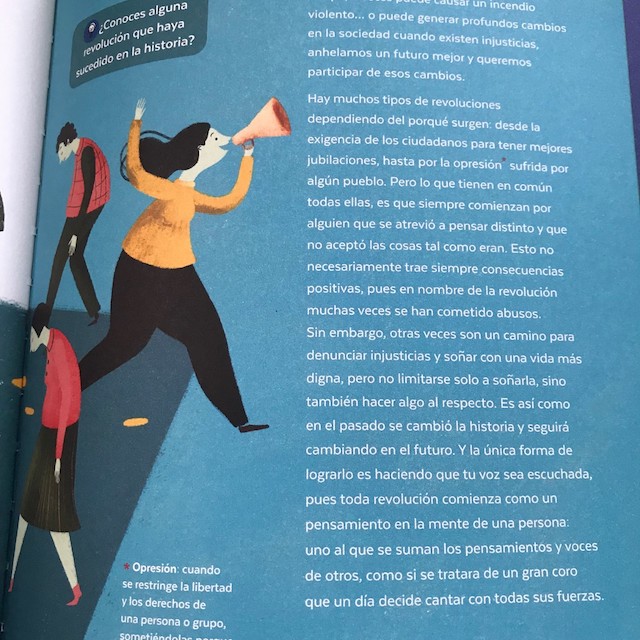 ¿Conoces alguna
revolución que haya
sucedido en la historia?
puede causar un incendio
violento... o puede generar profundos cambios
en la sociedad cuando existen injusticias,
anhelamos un futuro mejor y queremos
participar de esos cambios.
Hay muchos tipos de revoluciones
dependiendo del porqué surgen: desde la
exigencia de los ciudadanos para tener mejores
jubilaciones, hasta por la opresión* sufrida por
algún pueblo. Pero lo que tienen en común
todas ellas, es que siempre comienzan por
alguien que se atrevió a pensar distinto y que
no aceptó las cosas tal como eran. Esto no
necesariamente trae siempre consecuencias
positivas, pues en nombre de la revolución
muchas veces se han cometido abusos.
Sin embargo, otras veces son un camino para
denunciar injusticias y soñar con una vida más
digna, pero no limitarse solo a soñarla, sino
también hacer algo al respecto. Es así como
en el pasado se cambió la historia y seguirá
cambiando en el futuro. Y la única forma de
lograrlo es haciendo que tu voz sea escuchada,
pues toda revolución comienza como un
pensamiento en la mente de una persona:
uno al que se suman los pensamientos y voces
de otros, como si se tratara de un gran coro
que un día decide cantar con todas sus fuerzas.
* Opresión: cuando
se restringe la libertad
y los derechos de
una persona o grupo,
sometiéndolas porque